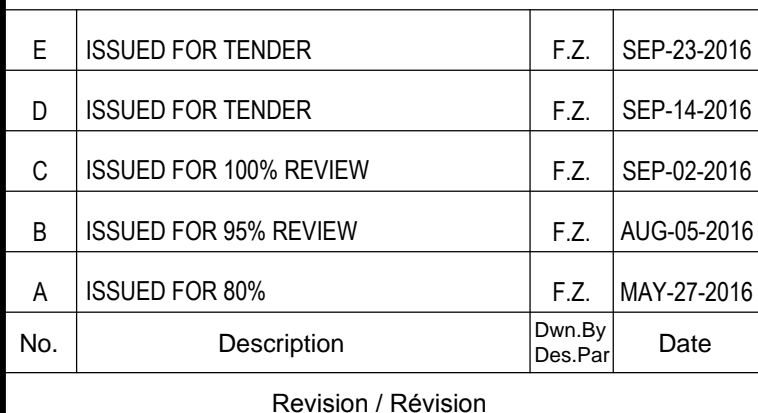 E ISSUED FOR TENDER F.Z. SEP-23-2016
D ISSUED FOR TENDER F.Z. SEP-14-2016
C ISSUED FOR 100% REVIEW F.Z. SEP-02-2016
B ISSUED FOR 95% REVIEW F.Z. AUG-05-2016
A ISSUED FOR 80% F.Z. MAY-27-2016
No. Description Dwn.By Des.Par Date
Revision / Révision